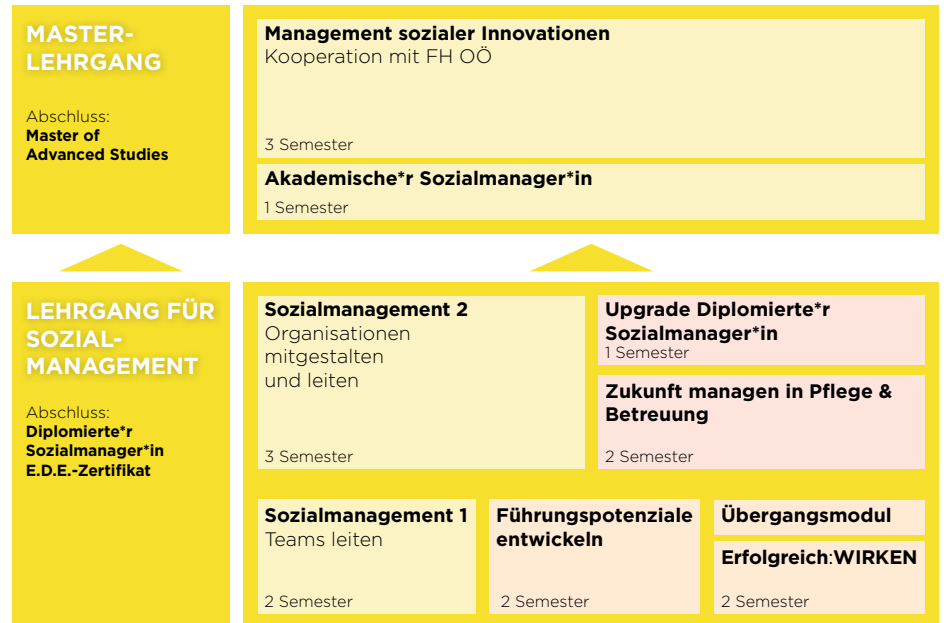 MASTER-
LEHRGANG
Abschluss:
Master of
Advanced Studies
Management sozialer Innovationen
Kooperation mit FH OÖ
3 Semester
Akademische*r Sozialmanager*in
1 Semester
LEHRGANG FÜR
SOZIAL-
MANAGEMENT
Abschluss:
Diplomierte*r
Sozialmanager*in
E.D.E.-Zertifikat
Sozialmanagement 2
Organisationen
mitgestalten
und leiten
3 Semester
Upgrade Diplomierte*r
Sozialmanager*in
1 Semester
Zukunft managen in Pflege &
Betreuung
2 Semester
Sozialmanagement 1
Teams leiten
2 Semester
Führungspotenziale
entwickeln
2 Semester
Übergangsmodul
Erfolgreich:WIRKEN
2 Semester